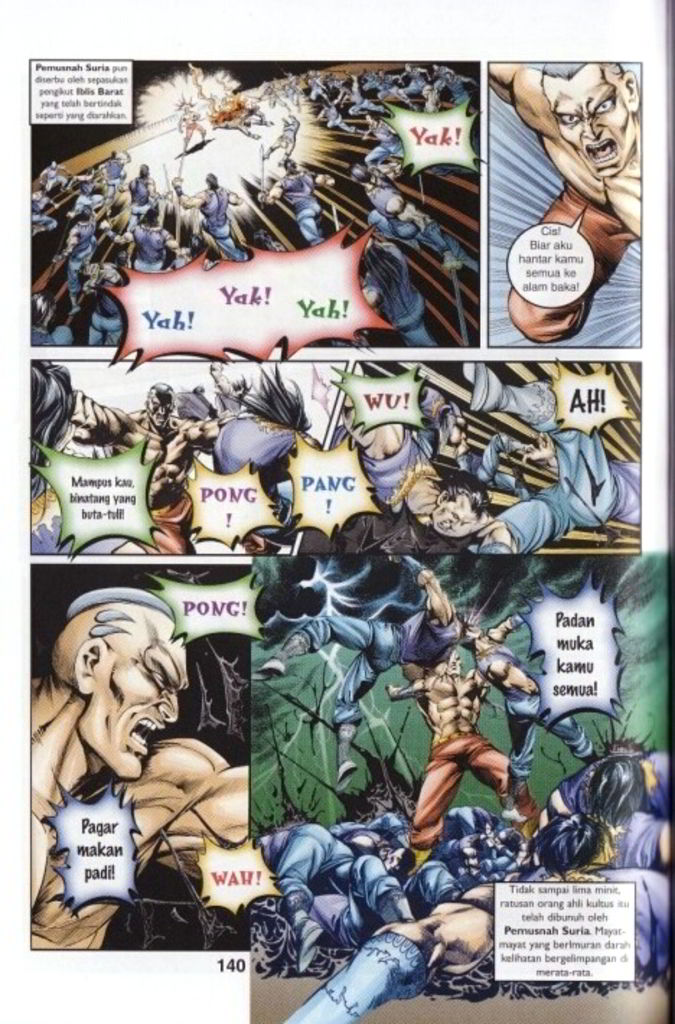 Pemusnah Suria pun
diserbu oleh sepasukan
pengikut Iblis Barat
yang telah bertindak
seperti yang diarahkan.
Yak!
Yah!
Yak!
Yah!
Cis!
Biar aku
hantar kamu
semua ke
alam baka!
Mampus kau,
binatang yang
buta-tuli!
PONG
!
PANG
!
WU!
AH!
PONG!
Pagar
makan
padi!
WAH!
Padan
muka
kamu
semua!
Tidak sampai lima minit,
ratusan orang ahli kultus itu
telah dibunuh oleh
Pemusnah Suria. Mayat-
mayat yang berlmuran darah
kelihatan bergelimpangan di
merata-rata.
140